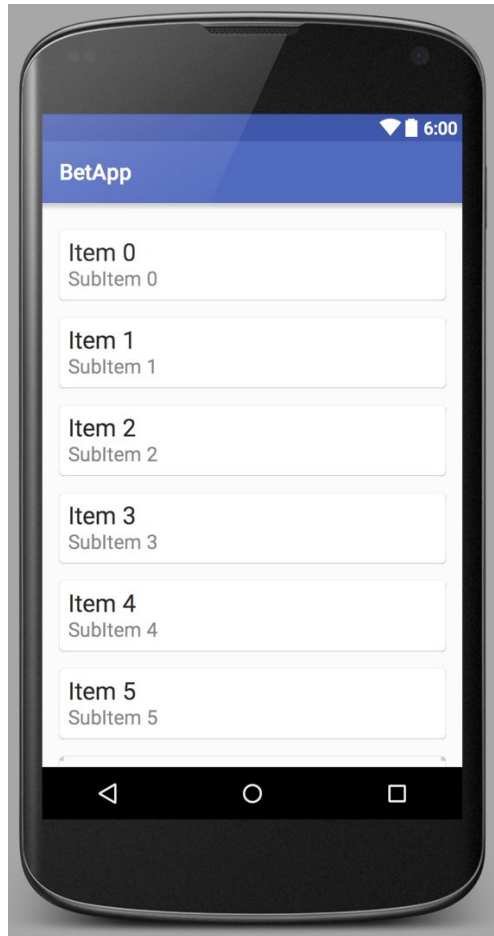 6:00
BetApp
Item 0
SubItem 0
Item 1
SubItem 1
Item 2
SubItem 2
Item 3
SubItem 3
Item 4
SubItem 4
Item 5
SubItem 5